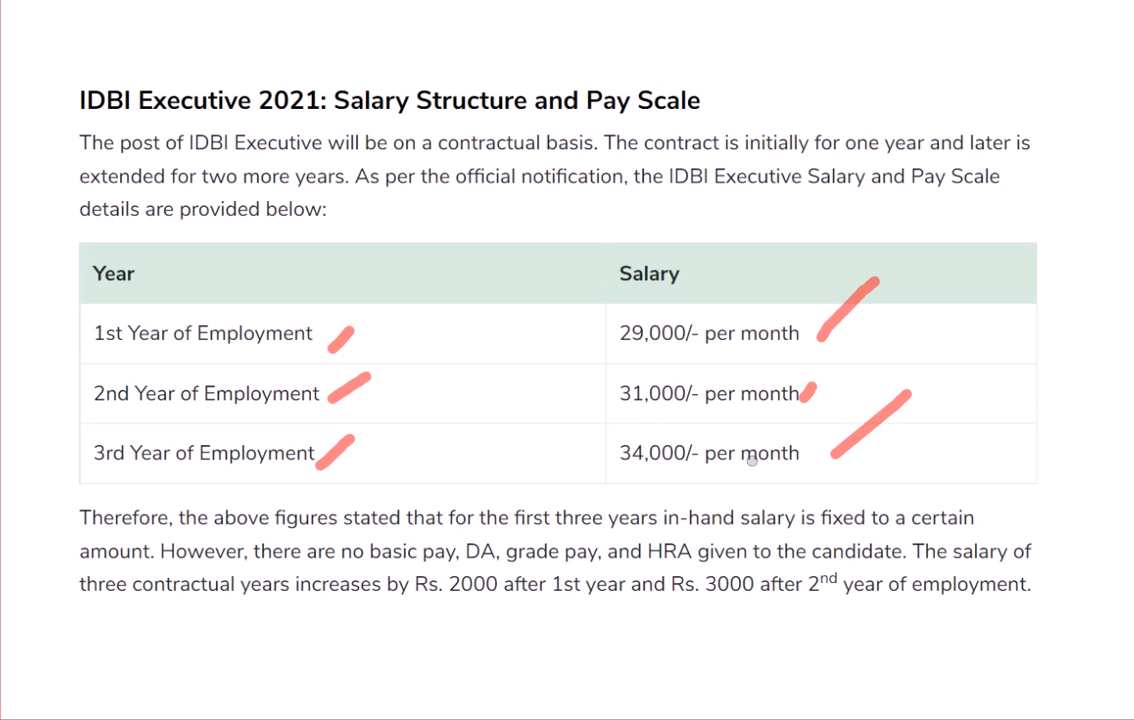 IDBI Executive 2021: Salary Structure and Pay Scale
The post of IDBI Executive will be on a contractual basis. The contract is initially for one year and later is
extended for two more years. As per the official notification, the IDBI Executive Salary and Pay Scale
details are provided below:
Year Salary
1st Year of Employment 29,000/- per month
2nd Year of Employment 31,000/- per month
3rd Year of Employment 34,000/- per month
Therefore, the above figures stated that for the first three years in-hand salary is fixed to a certain
amount. However, there are no basic pay, DA, grade pay, and HRA given to the candidate. The salary of
three contractual years increases by Rs. 2000 after 1st year and Rs. 3000 after 2nd year of employment.